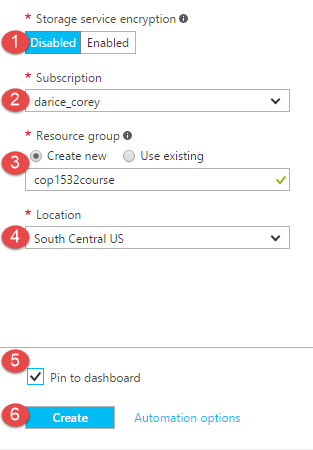 * Storage service encryption
1 Disabled Enabled
* Subscription
2 darice_corey
* Resource group
3 Create new Use existing
cop1532course
* Location
4 South Central US
5 Pin to dashboard
6 Create Automation options